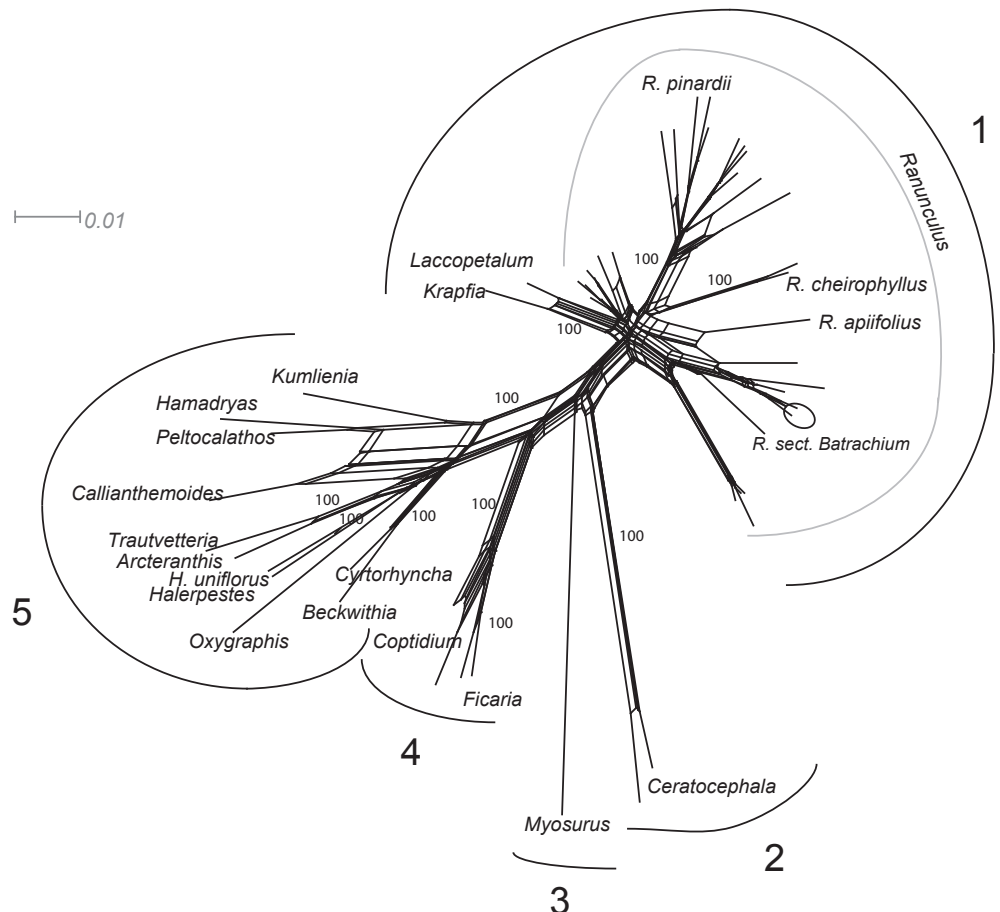 R. pinardii
1
Ranunculus
0.01
100
Laccopetalum
100
R. cheirophyllus
Krapfia
R. apiifolius
100
Kumlienia
100
Hamadryas
Peltocalathos
R. sect. Batrachium
Callianthemoides
100
100
100
100
100
Trautvetteria
Arcteranthis
H. uniflorus
Cyrtorhyncha
Halerpestes
5
Beckwithia
100
Oxygraphis
Coptidium
Ficaria
4
Ceratocephala
Myosurus
2
3